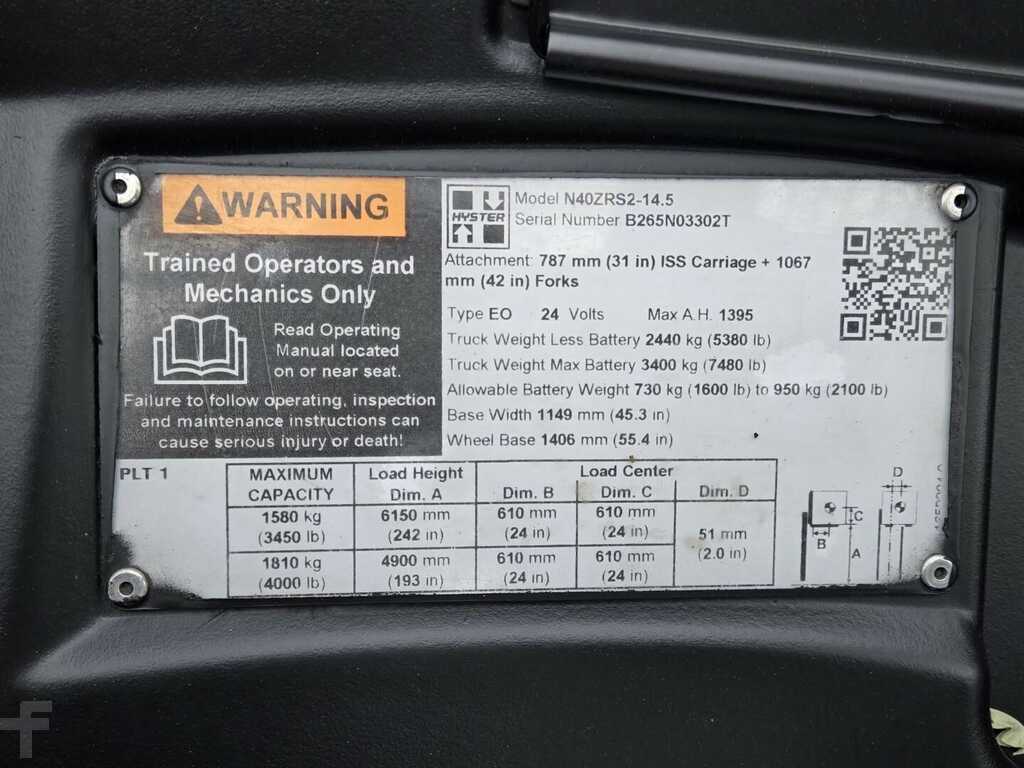 WARNING
Trained Operators and
Mechanics Only
Read Operating
Manual located
on or near seat.
Failure to follow operating, inspection
and maintenance instructions can
cause serious injury or death!
HYSTER
Model N40ZRS2-14.5
Serial Number B265N03302T
Attachment 787 mm (31 in) ISS Carriage + 1067
mm (42 in) Forks
Type EO 24 Volts Max A.H. 1395
Truck Weight Less Battery 2440 kg (5380 lb)
Truck Weight Max Battery 3400 kg (7480 lb)
Allowable Battery Weight 730 kg (1600 lb) to 950 kg (2100 lb)
Base Width 1149 mm (45.3 in)
Wheel Base 1406 mm (55.4 in)
PLT 1
MAXIMUM CAPACITY Load Height Dim. A Load Center
Dim. B Dim. C Dim. D
1580 kg 6150 mm 610 mm 610 mm
(3450 lb) (242 in) (24 in) (24 in)
51 mm
(2.0 in)
1810 kg 4900 mm 610 mm 610 mm
(4000 lb) (193 in) (24 in) (24 in)
D
C
B A
F